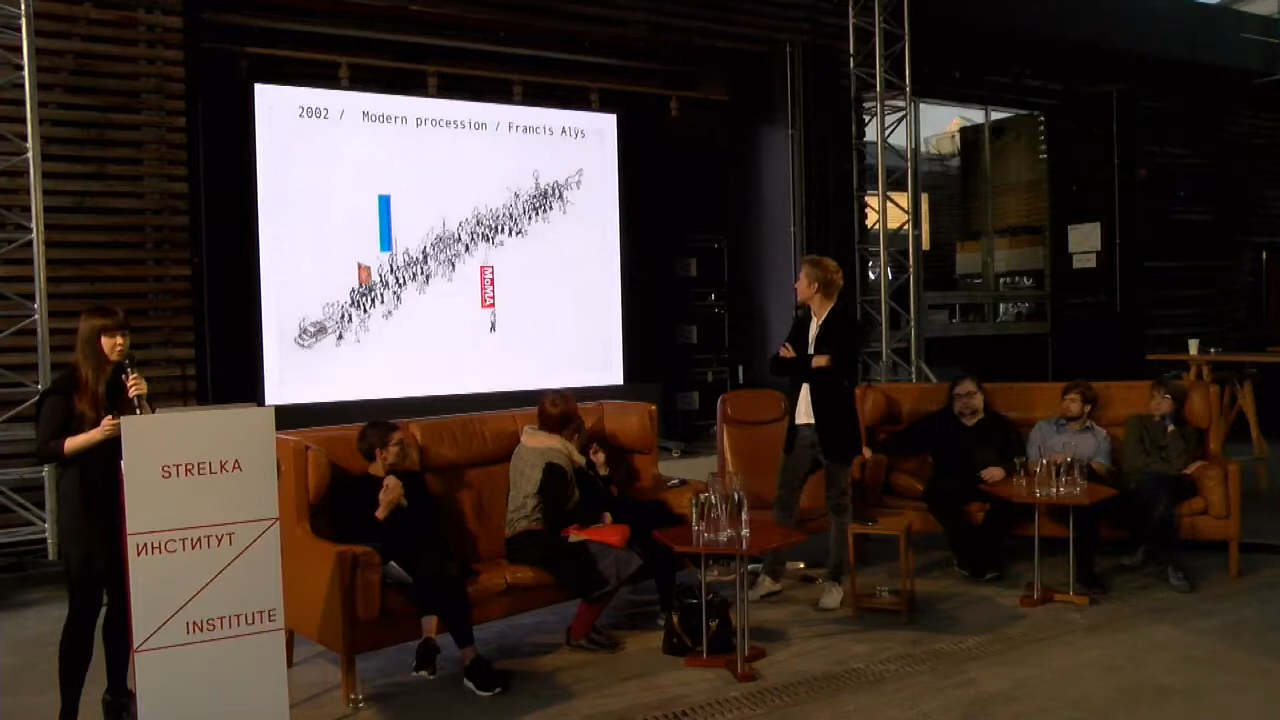 2002 / Modern procession / Francis Alÿs
MoMA
STRELKA
ИНСТИТУТ
INSTITUTE